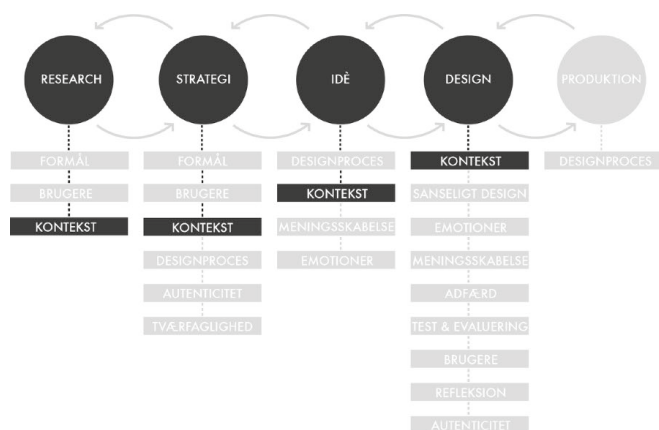 RESEARCH
STRATEGI
IDÈ
DESIGN
PRODUKTION
FORMÅL
BRUGERE
KONTEKST
FORMÅL
BRUGERE
KONTEKST
DESIGNPROCES
AUTENTICITET
TVÆRFAGLIGHED
DESIGNPROCES
KONTEKST
MENINGSSKABELSE
EMOTIONER
KONTEKST
SANSELIGT DESIGN
EMOTIONER
MENINGSSKABELSE
ADFÆRD
TEST & EVALUERING
BRUGERE
REFLEKSION
AUTENTICITET
DESIGNPROCES